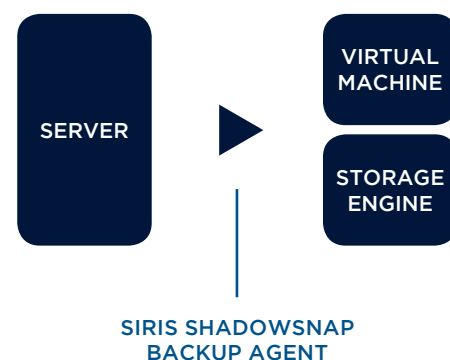 SERVER
VIRTUAL
MACHINE
STORAGE
ENGINE
SIRIS SHADOWSNAP
BACKUP AGENT